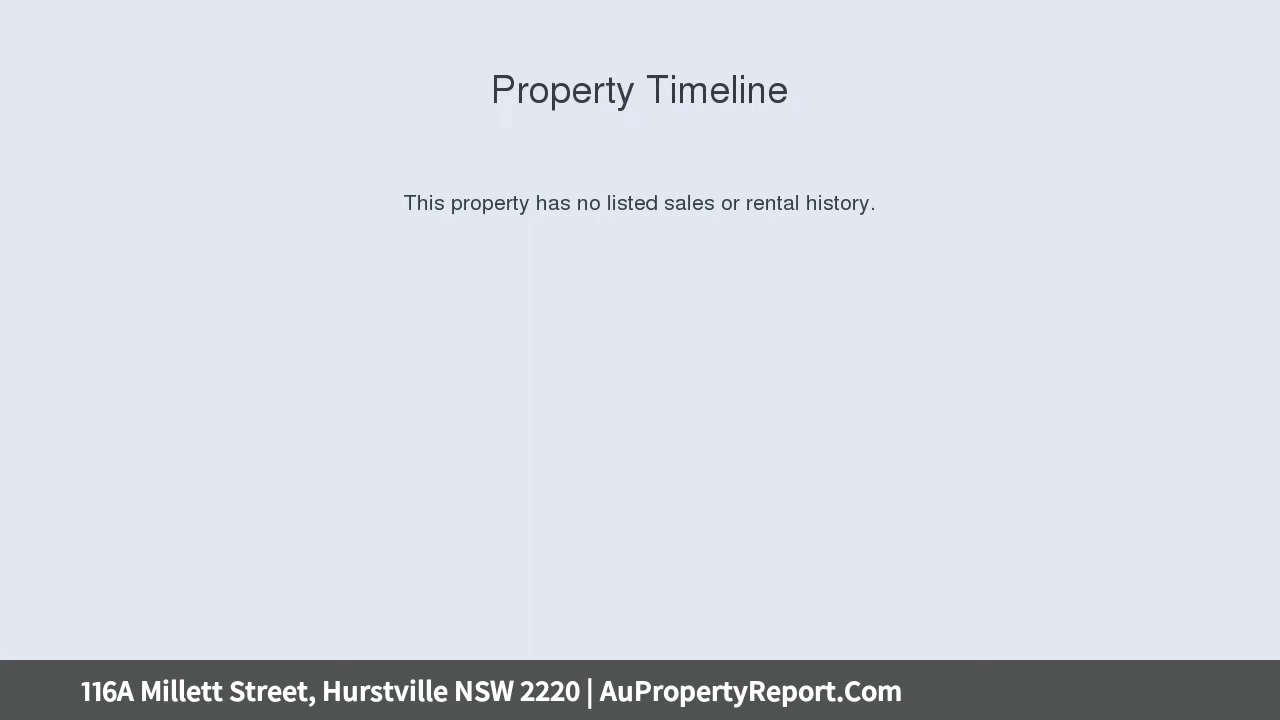 Property Timeline
This property has no listed sales or rental history.
116A Millett Street, Hurstville NSW 2220 | AuPropertyReport.Com